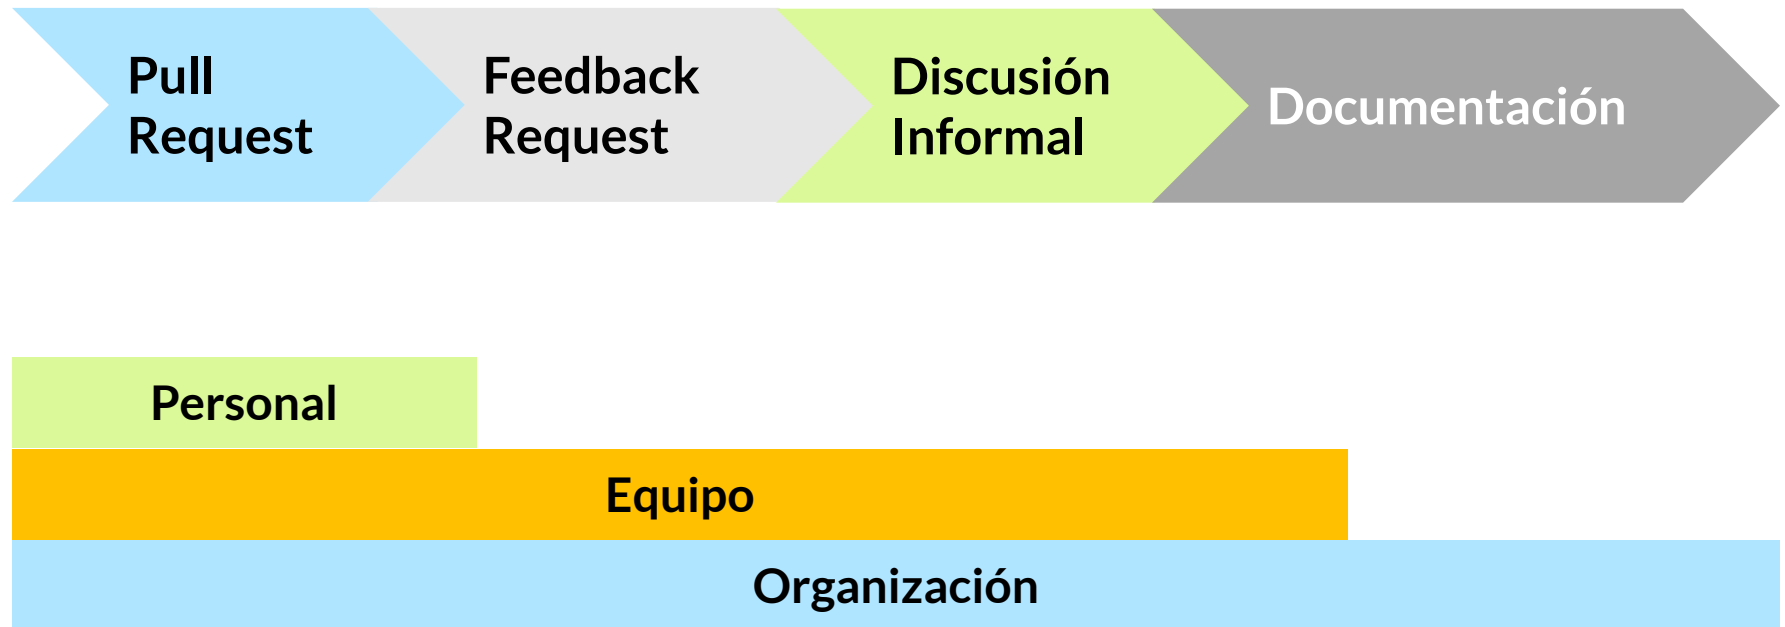 Pull
Request
Feedback
Request
Discusión
Informal
Documentación
Personal
Equipo
Organización